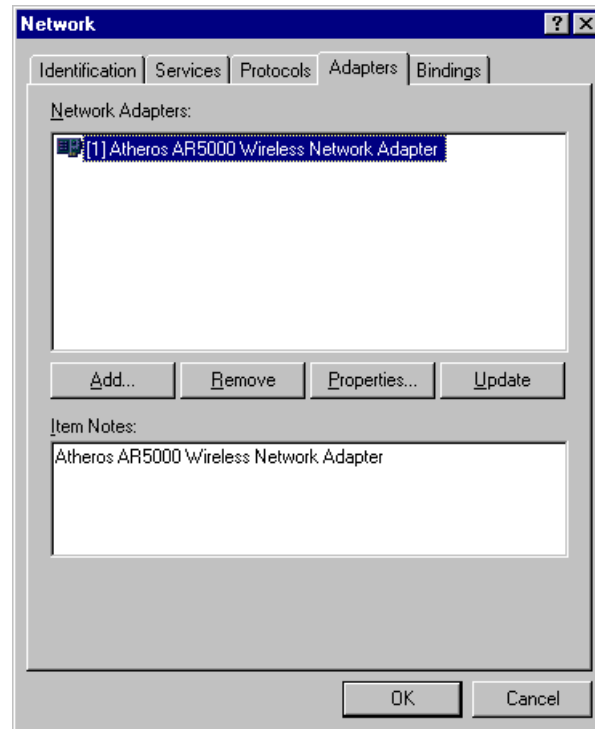 Network
Identification Services Protocols Adapters Bindings
Network Adapters:
[1] Atheros AR5000 Wireless Network Adapter
Add... Remove Properties... Update
Item Notes:
Atheros AR5000 Wireless Network Adapter
OK Cancel